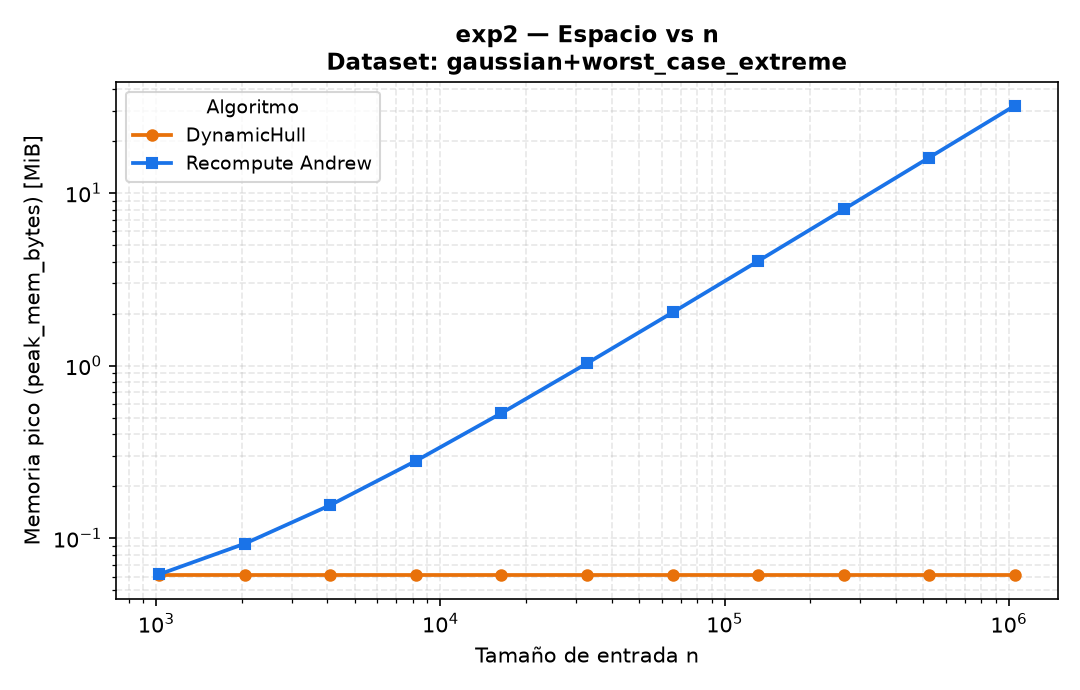 exp2 — Espacio vs n
Dataset: gaussian+worst_case_extreme
Algoritmo
DynamicHull
Recompute Andrew
Memoria pico (peak_mem_bytes) [MiB]
10¹
10⁰
10⁻¹
10³ 10⁴ 10⁵ 10⁶
Tamaño de entrada n